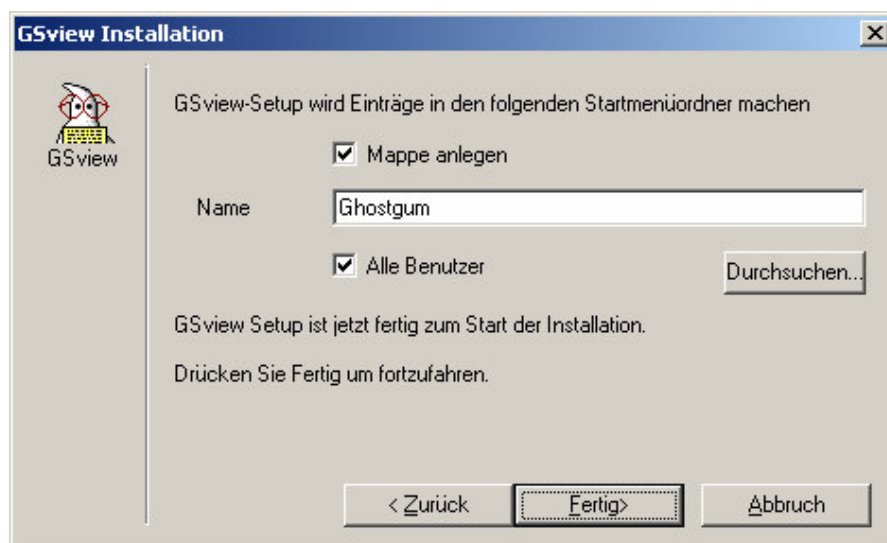 GSview Installation
GSview
GSview-Setup wird Einträge in den folgenden Startmenüordner machen
Mappe anlegen
Name
Ghostgum
Alle Benutzer
Durchsuchen...
GSview Setup ist jetzt fertig zum Start der Installation.
Drücken Sie Fertig um fortzufahren.
< Zurück
Fertig>
Abbruch